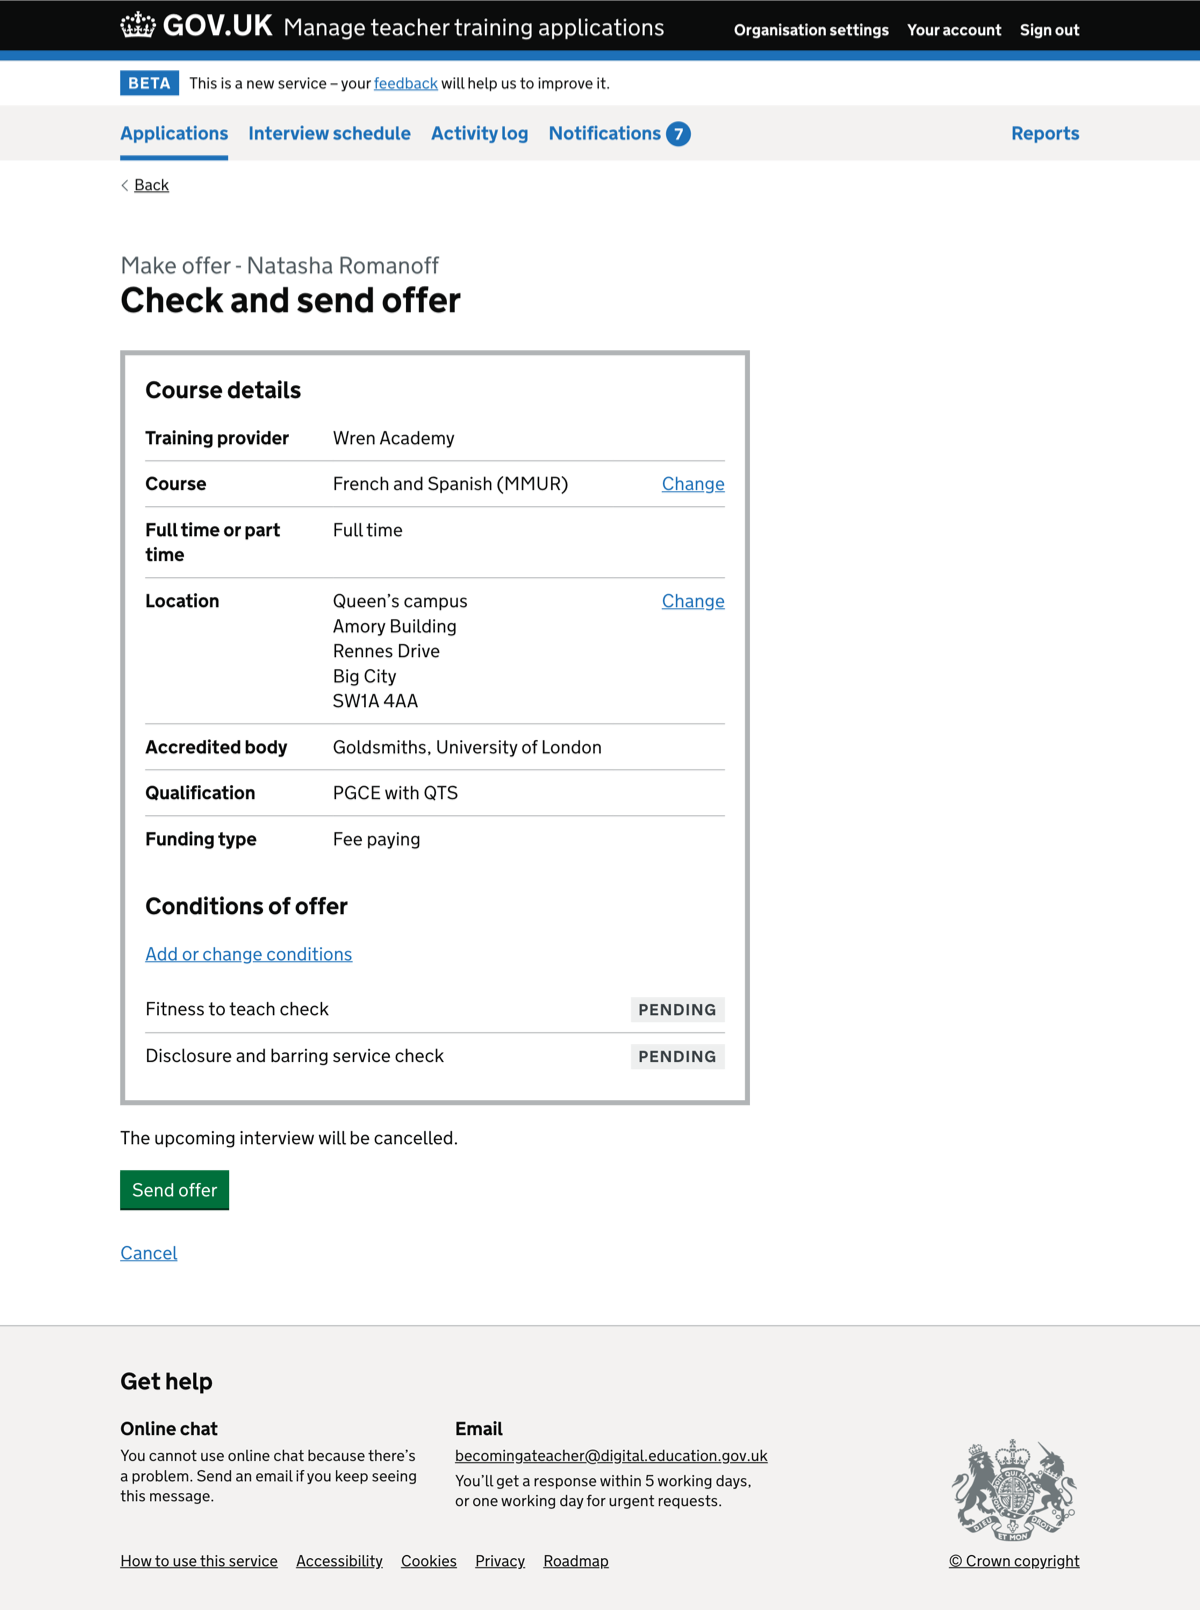 GOV.UK Manage teacher training applications Organisation settings Your account Sign out
BETA This is a new service – your feedback will help us to improve it.
Applications Interview schedule Activity log Notifications 7 Reports
Back
Make offer - Natasha Romanoff
Check and send offer
Course details
Training provider Wren Academy
Course French and Spanish (MMUR) Change
Full time or part Full time
time
Location Queen’s campus Change
Amory Building
Rennes Drive
Big City
SW1A 4AA
Accredited body Goldsmiths, University of London
Qualification PGCE with QTS
Funding type Fee paying
Conditions of offer
Add or change conditions
Fitness to teach check PENDING
Disclosure and barring service check PENDING
The upcoming interview will be cancelled.
Send offer
Cancel
Get help
Online chat
You cannot use online chat because there’s
a problem. Send an email if you keep seeing
this message.
Email
becomingateacher@digital.education.gov.uk
You’ll get a response within 5 working days,
or one working day for urgent requests.
DIEU ET MON DROIT
How to use this service Accessibility Cookies Privacy Roadmap © Crown copyright